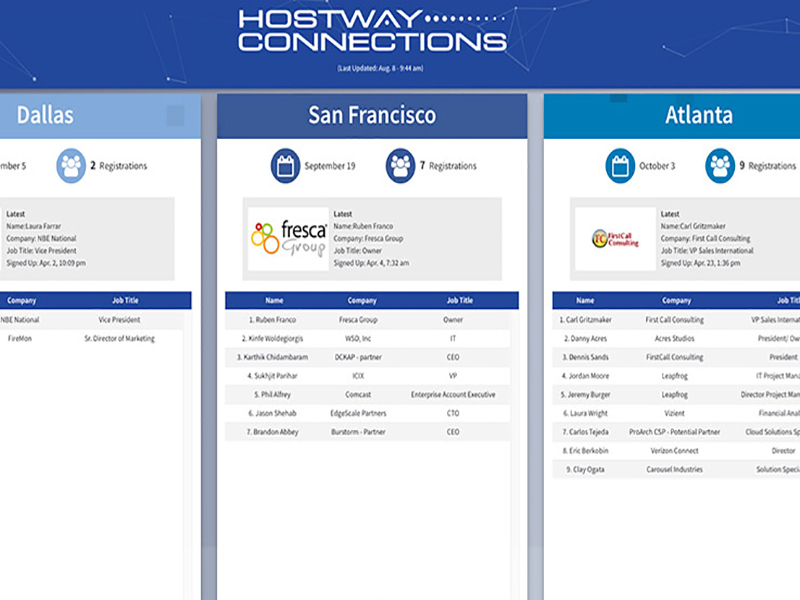 HOSTWAY
CONNECTIONS
(Last Updated: Aug. 8 - 9:44 am)
Dallas
mber 5
2 Registrations
Latest
Name:Laura Farrar
Company: NBE National
Job Title: Vice President
Signed Up: Apr. 2, 10:09 pm
Company Job Title
NBE National Vice President
FireMon Sr. Director of Marketing
San Francisco
September 19
7 Registrations
fresca
Group
Latest
Name:Ruben Franco
Company: Fresca Group
Job Title: Owner
Signed Up: Apr. 4, 7:32 am
Name Company Job Title
1. Ruben Franco Fresca Group Owner
2. Kinfe Woldegiorgis WSD, Inc IT
3. Karthik Chidambaram DCKAP - partner CEO
4. Sukhjit Parihar ICIX VP
5. Phil Alfrey Comcast Enterprise Account Executive
6. Jason Shehab EdgeScale Partners CTO
7. Brandon Abbey Burstorm - Partner CEO
Atlanta
October 3
9 Registrations
FC FirstCall
Consulting
Latest
Name:Carl Gritzmaker
Company: First Call Consulting
Job Title: VP Sales International
Signed Up: Apr. 23, 1:36 pm
Name Company Job Titl
1. Carl Gritzmaker First Call Consulting VP Sales Internat
2. Danny Acres Acres Studios President/ Ow
3. Dennis Sands FirstCall Consulting President
4. Jordan Moore Leapfrog IT Project Mana
5. Jeremy Burger Leapfrog Director Project Man
6. Laura Wright Vizient Financial Anal
7. Carlos Tejeda ProArch CSP - Potential Partner Cloud Solutions Sp
8. Eric Berkobin Verizon Connect Director
9. Clay Ogata Carousel Industries Solution Specia